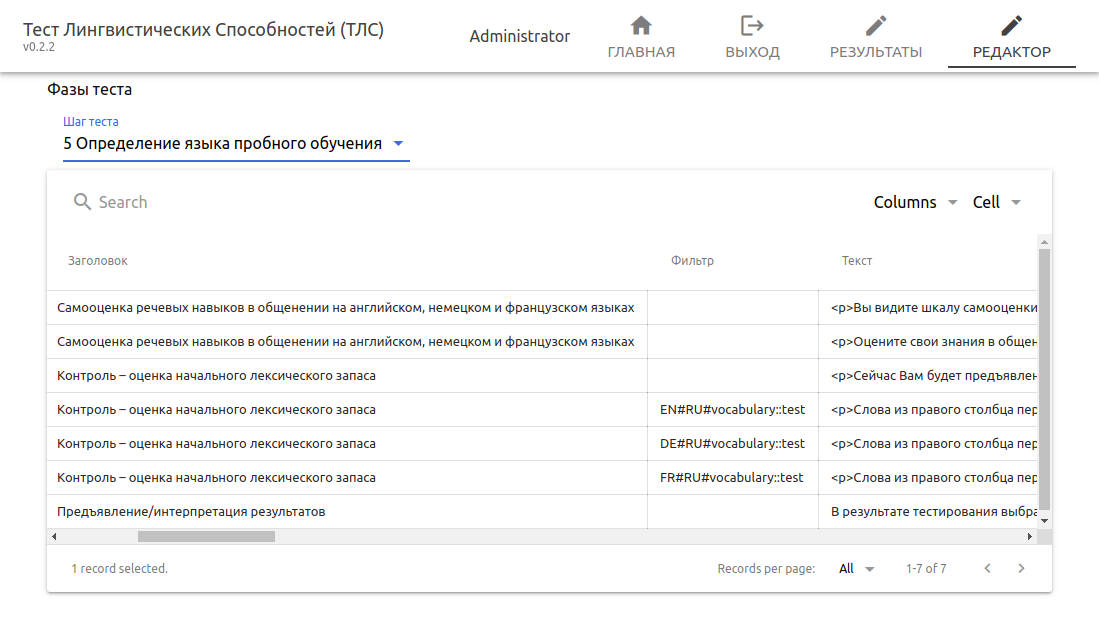 Тест Лингвистических Способностей (ТЛС)
v0.2.2
Administrator
ГЛАВНАЯ
ВЫХОД
РЕЗУЛЬТАТЫ
РЕДАКТОР
Фазы теста
Шаг теста
5 Определение языка пробного обучения
Search
Columns
Cell
Заголовок Фильтр Текст
Самооценка речевых навыков в общенении на английском, немецком и французском языках <p>Вы видите шкалу самооценки
Самооценка речевых навыков в общенении на английском, немецком и французском языках <p>Оцените свои знания в общен
Контроль – оценка начального лексического запаса <p>Сейчас Вам будет предъявлен
Контроль – оценка начального лексического запаса EN#RU#vocabulary::test <p>Слова из правого столбца пер
Контроль – оценка начального лексического запаса DE#RU#vocabulary::test <p>Слова из правого столбца пер
Контроль – оценка начального лексического запаса FR#RU#vocabulary::test <p>Слова из правого столбца пер
Предъявление/интерпретация результатов В результате тестирования выбра
1 record selected.
Records per page: All 1-7 of 7